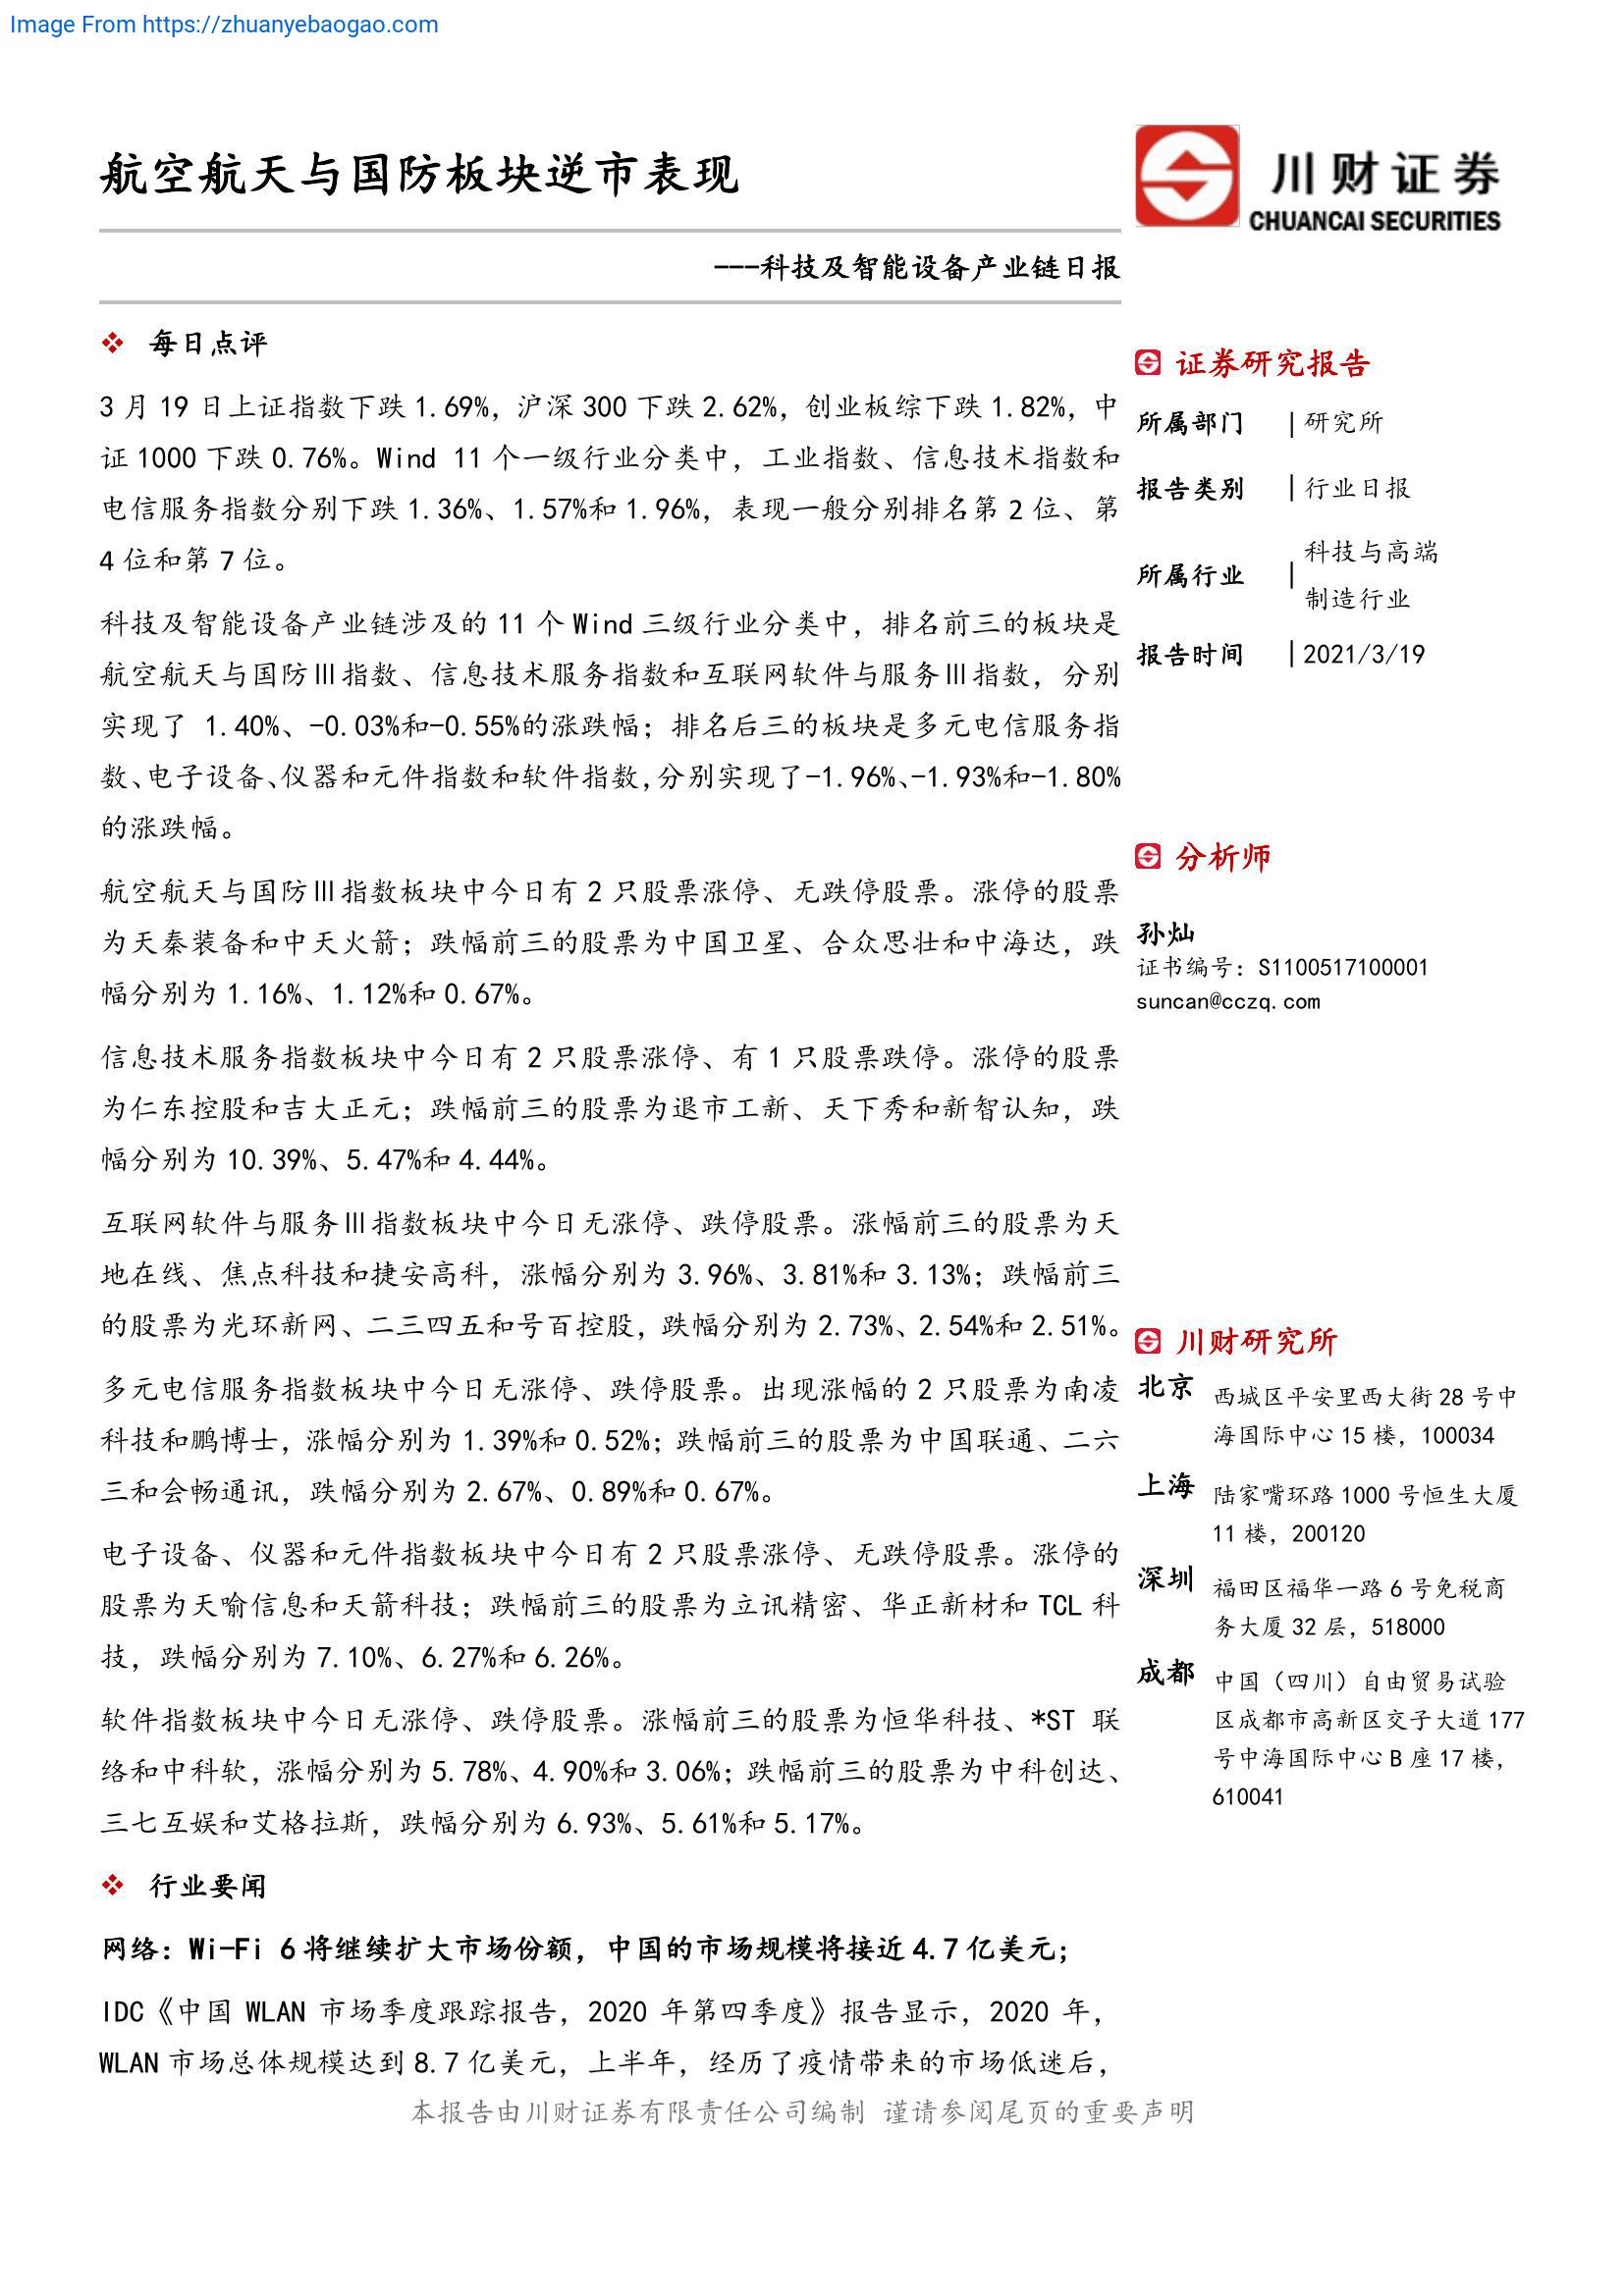 Image From https://zhuanyebaogao.com
航空航天与国防板块逆市表现
川财证券
CHUANCAI SECURITIES
---科技及智能设备产业链日报
❖ 每日点评
3 月 19 日上证指数下跌 1.69%，沪深 300 下跌 2.62%，创业板综下跌 1.82%，中
证 1000 下跌 0.76%。Wind 11 个一级行业分类中，工业指数、信息技术指数和
电信服务指数分别下跌 1.36%、1.57%和 1.96%，表现一般分别排名第 2 位、第
4 位和第 7 位。
科技及智能设备产业链涉及的 11 个 Wind 三级行业分类中，排名前三的板块是
航空航天与国防Ⅲ指数、信息技术服务指数和互联网软件与服务Ⅲ指数，分别
实现了 1.40%、-0.03%和-0.55%的涨跌幅；排名后三的板块是多元电信服务指
数、电子设备、仪器和元件指数和软件指数，分别实现了-1.96%、-1.93%和-1.80%
的涨跌幅。
航空航天与国防Ⅲ指数板块中今日有 2 只股票涨停、无跌停股票。涨停的股票
为天秦装备和中天火箭；跌幅前三的股票为中国卫星、合众思壮和中海达，跌
幅分别为 1.16%、1.12%和 0.67%。
信息技术服务指数板块中今日有 2 只股票涨停、有 1 只股票跌停。涨停的股票
为仁东控股和吉大正元；跌幅前三的股票为退市工新、天下秀和新智认知，跌
幅分别为 10.39%、5.47%和 4.44%。
互联网软件与服务Ⅲ指数板块中今日无涨停、跌停股票。涨幅前三的股票为天
地在线、焦点科技和捷安高科，涨幅分别为 3.96%、3.81%和 3.13%；跌幅前三
的股票为光环新网、二三四五和号百控股，跌幅分别为 2.73%、2.54%和 2.51%。
多元电信服务指数板块中今日无涨停、跌停股票。出现涨幅的 2 只股票为南凌
科技和鹏博士，涨幅分别为 1.39%和 0.52%；跌幅前三的股票为中国联通、二六
三和会畅通讯，跌幅分别为 2.67%、0.89%和 0.67%。
电子设备、仪器和元件指数板块中今日有 2 只股票涨停、无跌停股票。涨停的
股票为天喻信息和天箭科技；跌幅前三的股票为立讯精密、华正新材和 TCL 科
技，跌幅分别为 7.10%、6.27%和 6.26%。
软件指数板块中今日无涨停、跌停股票。涨幅前三的股票为恒华科技、*ST 联
络和中科软，涨幅分别为 5.78%、4.90%和 3.06%；跌幅前三的股票为中科创达、
三七互娱和艾格拉斯，跌幅分别为 6.93%、5.61%和 5.17%。
❖ 行业要闻
网络：Wi-Fi 6 将继续扩大市场份额，中国的市场规模将接近 4.7 亿美元；
IDC《中国 WLAN 市场季度跟踪报告，2020 年第四季度》报告显示，2020 年，
WLAN 市场总体规模达到 8.7 亿美元，上半年，经历了疫情带来的市场低迷后，
证券研究报告
所属部门 | 研究所
报告类别 | 行业日报
所属行业 | 科技与高端
制造行业
报告时间 | 2021/3/19
分析师
孙灿
证书编号：S1100517100001
suncan@cczq.com
川财研究所
北京 西城区平安里西大街 28 号中
海国际中心 15 楼，100034
上海 陆家嘴环路 1000 号恒生大厦
11 楼，200120
深圳 福田区福华一路 6 号免税商
务大厦 32 层，518000
成都 中国（四川）自由贸易试验
区成都市高新区交子大道 177
号中海国际中心 B 座 17 楼，
610041
本报告由川财证券有限责任公司编制 谨请参阅尾页的重要声明